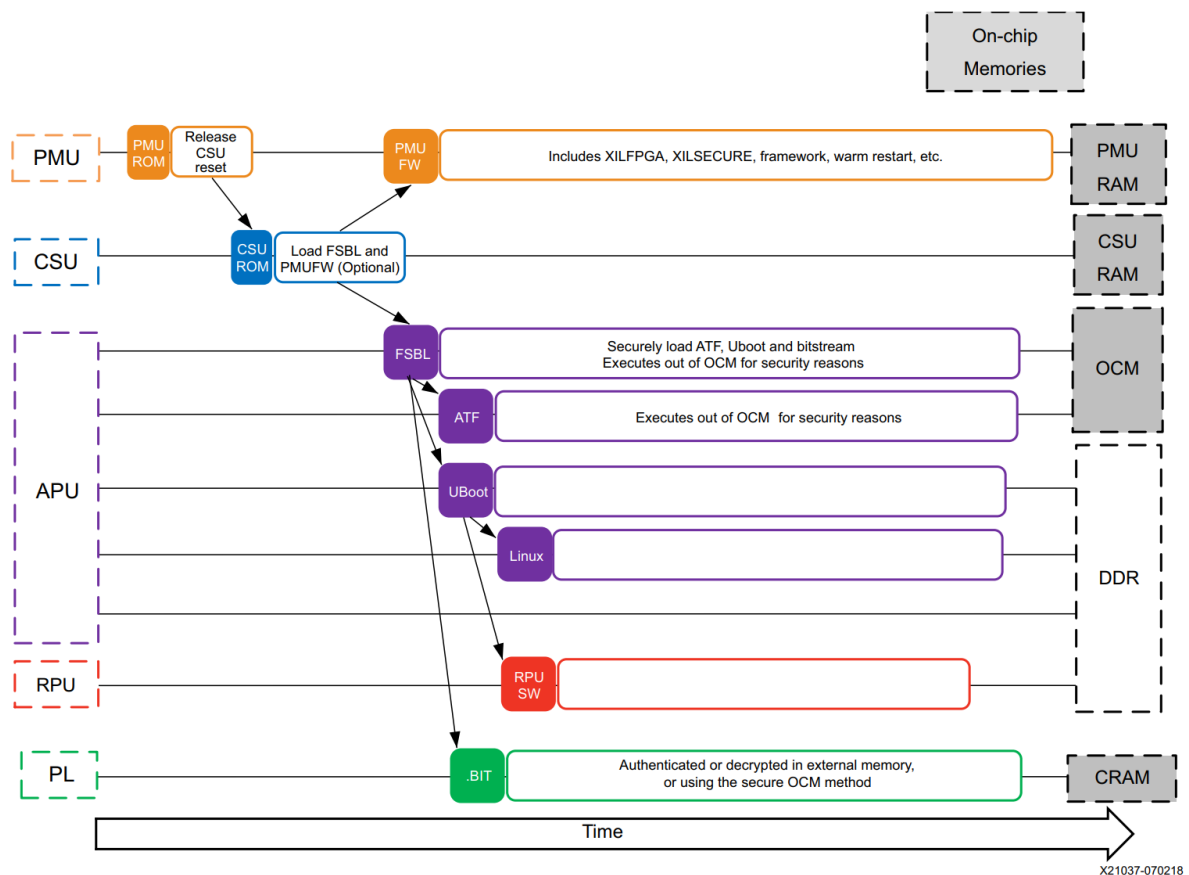 On-chip
Memories
PMU
PMU
ROM
Release
CSU
reset
PMU
FW
Includes XILFPGA, XILSECURE, framework, warm restart, etc.
PMU
RAM
CSU
CSU
ROM
Load FSBL and
PMUFW (Optional)
CSU
RAM
APU
FSBL
Securely load ATF, Uboot and bitstream
Executes out of OCM for security reasons
OCM
ATF
Executes out of OCM for security reasons
UBoot
Linux
DDR
RPU
RPU
SW
PL
.BIT
Authenticated or decrypted in external memory,
or using the secure OCM method
CRAM
Time
X21037-070218